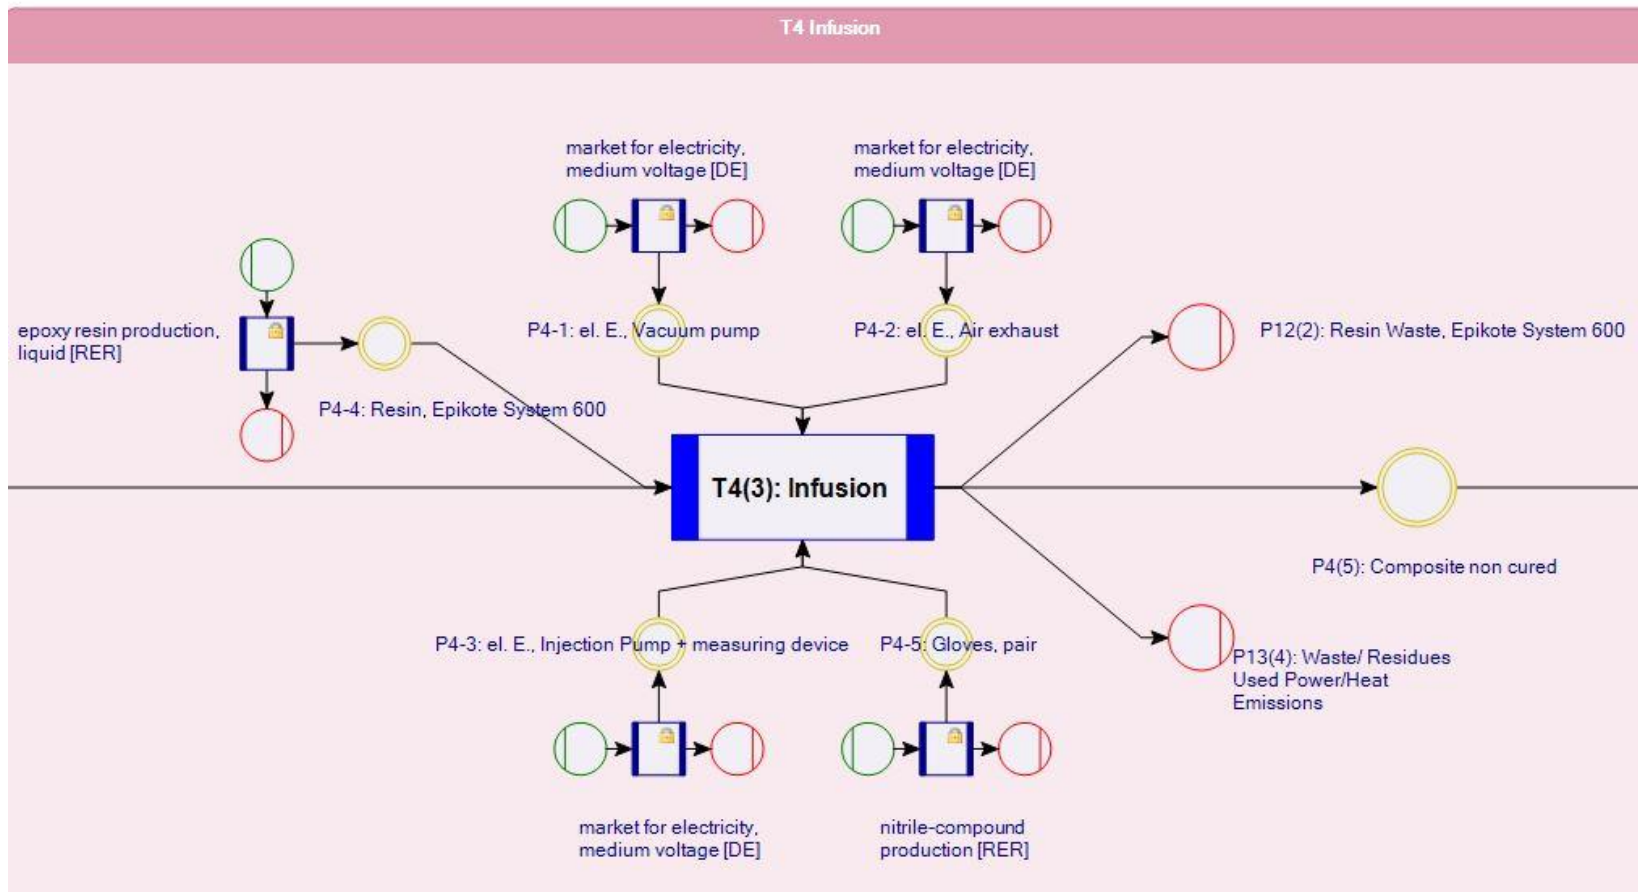 T4 Infusion
market for electricity,
medium voltage [DE]
market for electricity,
medium voltage [DE]
epoxy resin production,
liquid [RER]
P4-1: el. E., Vacuum pump
P4-2: el. E., Air exhaust
P12(2): Resin Waste, Epikote System 600
P4-4: Resin, Epikote System 600
T4(3): Infusion
P4(5): Composite non cured
P4-3: el. E., Injection Pump + measuring device
P4-5: Gloves, pair
P13(4): Waste/ Residues
Used Power/Heat
Emissions
market for electricity,
medium voltage [DE]
nitrile-compound
production [RER]